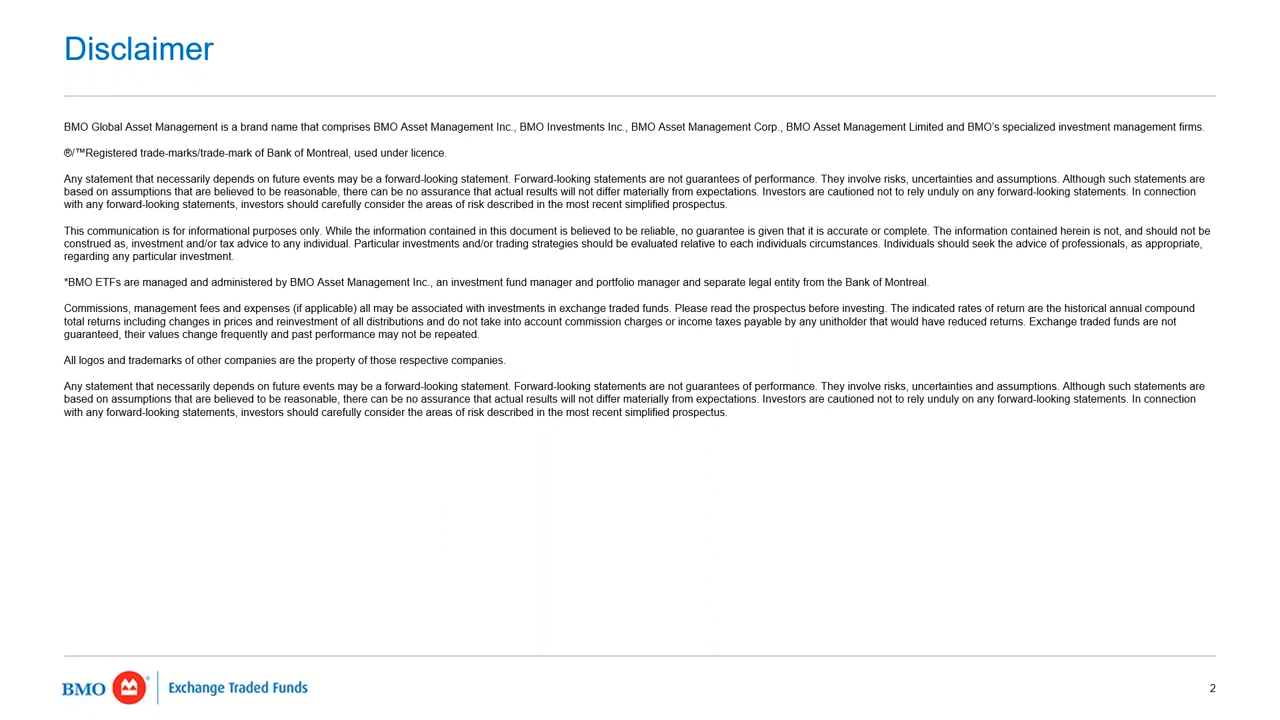 Disclaimer
BMO Global Asset Management is a brand name that comprises BMO Asset Management Inc., BMO Investments Inc., BMO Asset Management Corp., BMO Asset Management Limited and BMO's specialized investment management firms.
®/™Registered trade-marks/trade-mark of Bank of Montreal, used under licence.
Any statement that necessarily depends on future events may be a forward-looking statement. Forward-looking statements are not guarantees of performance. They involve risks, uncertainties and assumptions. Although such statements are
based on assumptions that are believed to be reasonable, there can be no assurance that actual results will not differ materially from expectations. Investors are cautioned not to rely unduly on any forward-looking statements. In connection
with any forward-looking statements, investors should carefully consider the areas of risk described in the most recent simplified prospectus.
This communication is for informational purposes only. While the information contained in this document is believed to be reliable, no guarantee is given that it is accurate or complete. The information contained herein is not, and should not be
construed as, investment and/or tax advice to any individual. Particular investments and/or trading strategies should be evaluated relative to each individuals circumstances. Individuals should seek the advice of professionals, as appropriate,
regarding any particular investment.
*BMO ETFs are managed and administered by BMO Asset Management Inc., an investment fund manager and portfolio manager and separate legal entity from the Bank of Montreal.
Commissions, management fees and expenses (if applicable) all may be associated with investments in exchange traded funds. Please read the prospectus before investing. The indicated rates of return are the historical annual compound
total returns including changes in prices and reinvestment of all distributions and do not take into account commission charges or income taxes payable by any unitholder that would have reduced returns. Exchange traded funds are not
guaranteed, their values change frequently and past performance may not be repeated.
All logos and trademarks of other companies are the property of those respective companies.
Any statement that necessarily depends on future events may be a forward-looking statement. Forward-looking statements are not guarantees of performance. They involve risks, uncertainties and assumptions. Although such statements are
based on assumptions that are believed to be reasonable, there can be no assurance that actual results will not differ materially from expectations. Investors are cautioned not to rely unduly on any forward-looking statements. In connection
with any forward-looking statements, investors should carefully consider the areas of risk described in the most recent simplified prospectus.
BMO ® Exchange Traded Funds
2